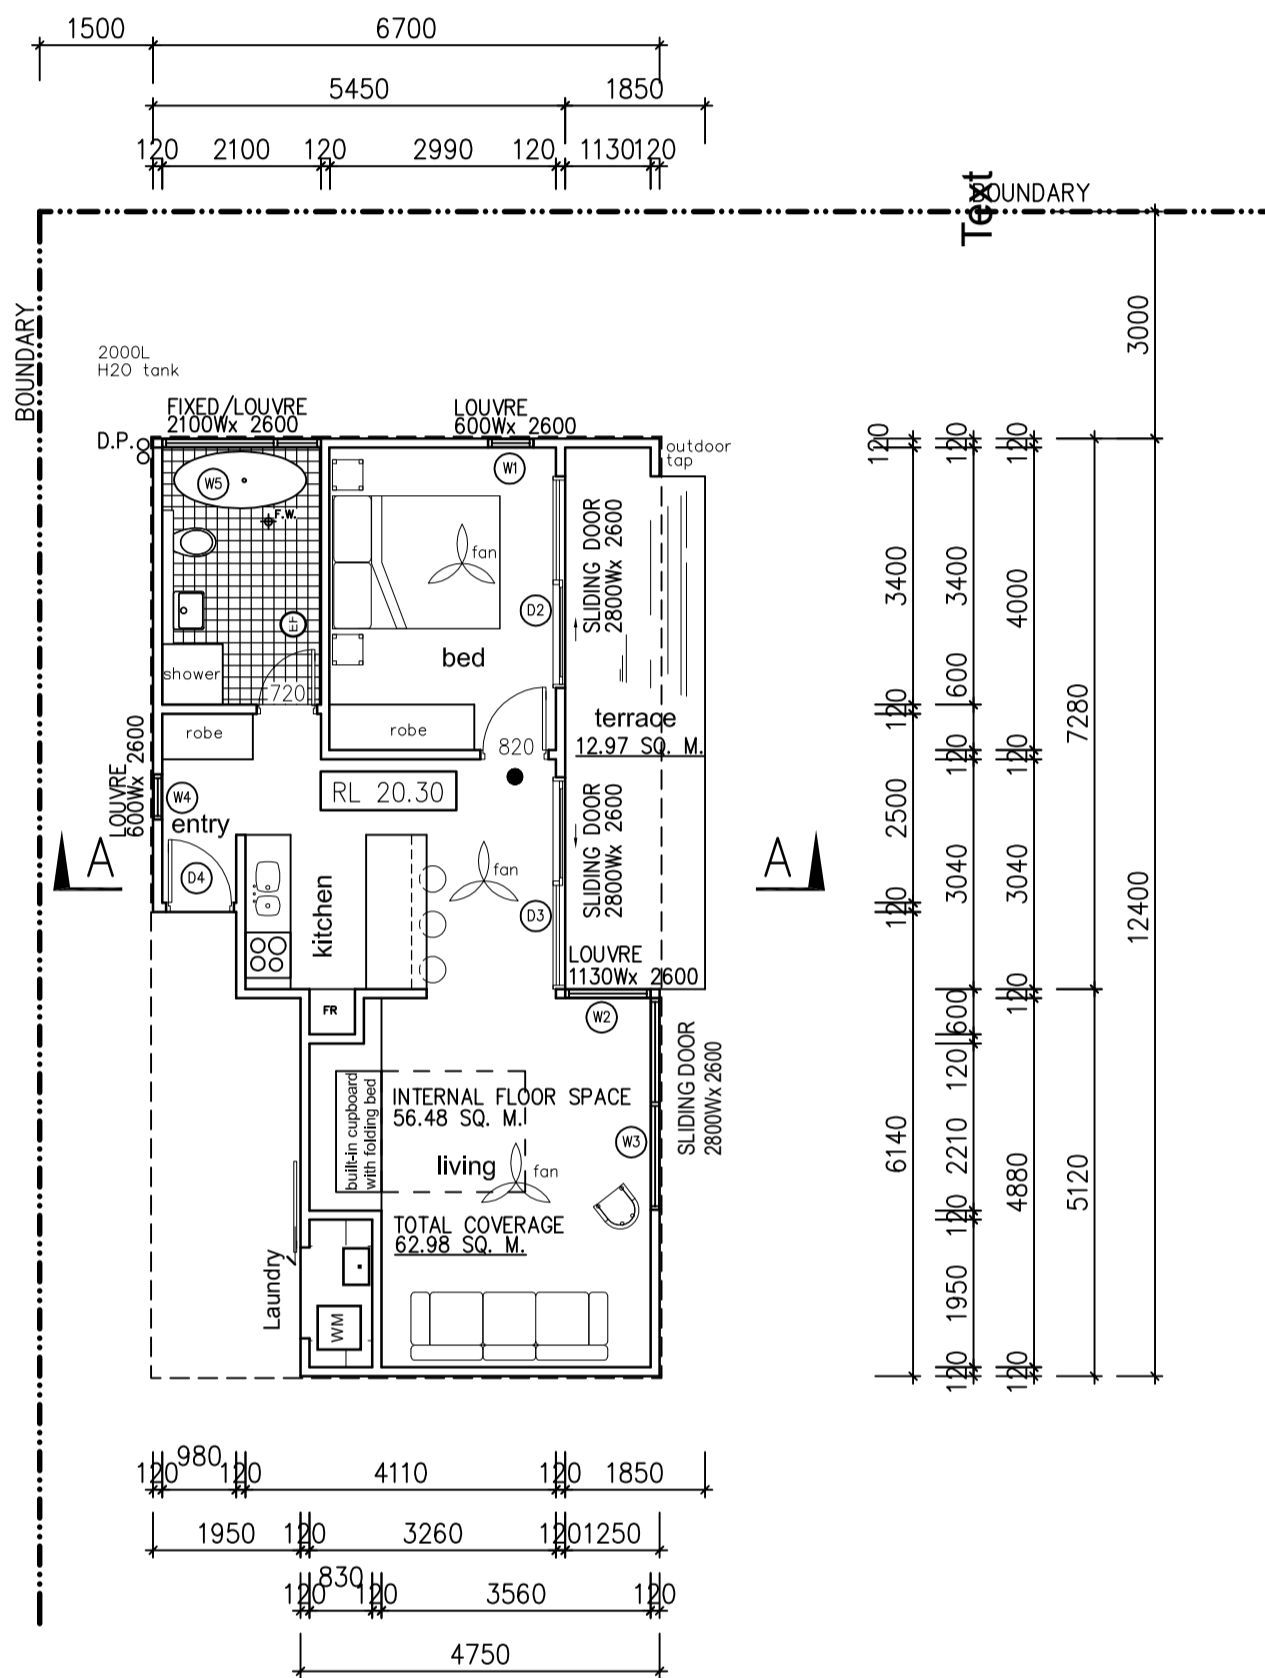 1500
6700
5450
1850
120
2100
120
2990
120
1130
120
BOUNDARY
Text
BOUNDARY
3000
2000L
H2O tank
FIXED/LOUVRE
2100Wx 2600
LOUVRE
600Wx 2600
D.P.
outdoor
tap
W5
W1
F.W.
fan
SLIDING DOOR
2800Wx 2600
D2
EF
bed
shower
720
robe
robe
820
terrace
12.97 SQ. M.
LOUVRE
600Wx 2600
W4
entry
RL 20.30
SLIDING DOOR
2800Wx 2600
A
A
D4
kitchen
fan
D3
LOUVRE
1130Wx 2600
FR
W2
SLIDING DOOR
2800Wx 2600
built-in cupboard
with folding bed
INTERNAL FLOOR SPACE
56.48 SQ. M.
W3
living
fan
TOTAL COVERAGE
62.98 SQ. M.
Laundry
WM
120
3400
120
2500
120
6140
120
3400
600
120
3040
600
120
2210
120
1950
120
120
4000
120
3040
120
4880
120
7280
5120
12400
120
980
120
4110
120
1850
1950
120
3260
120
1250
120
830
120
3560
120
4750